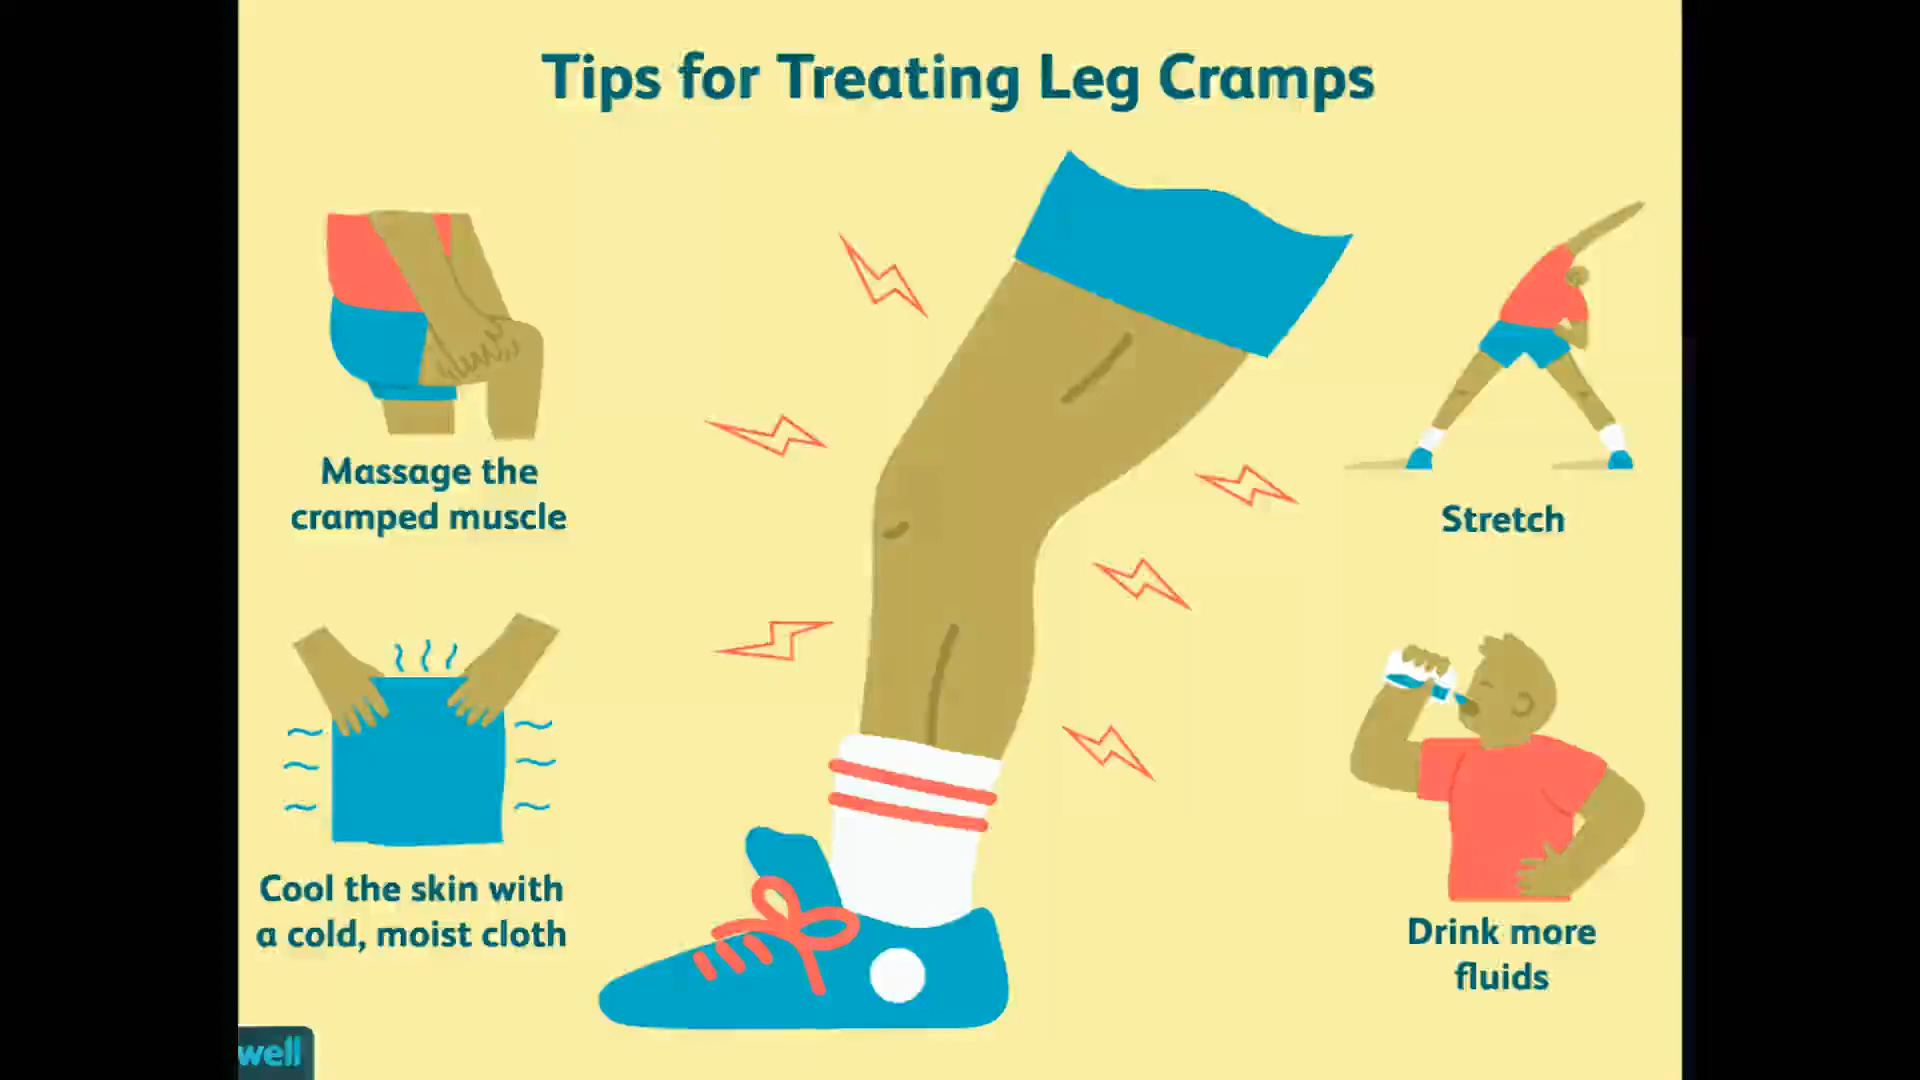 Tips for Treating Leg Cramps
Massage the
cramped muscle
Stretch
Cool the skin with
a cold, moist cloth
Drink more
fluids
well